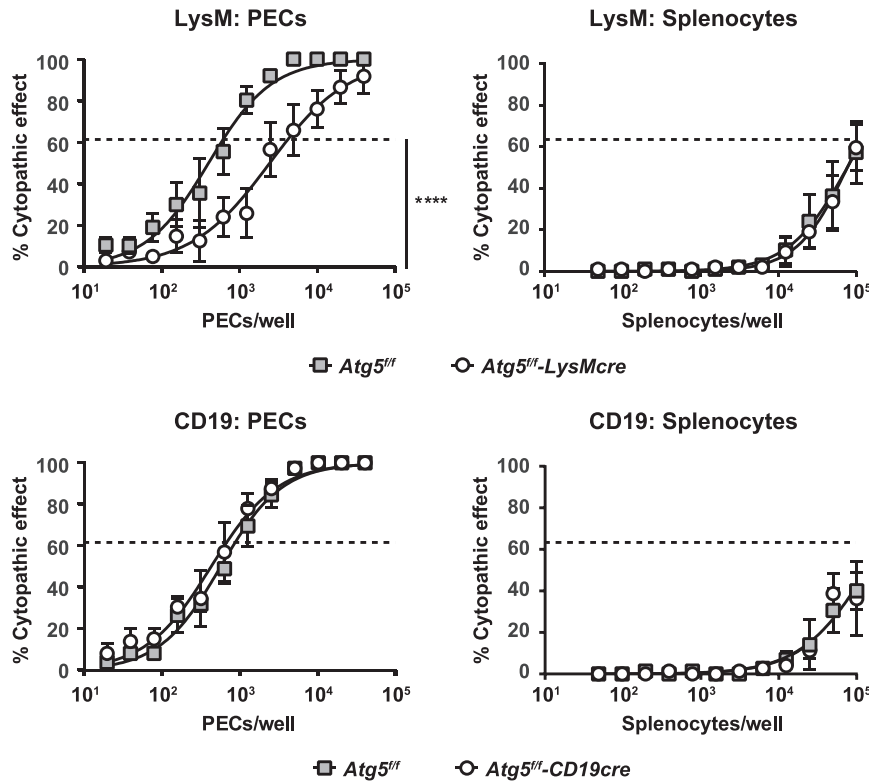 LysM: PECs
LysM: Splenocytes
% Cytopathic effect
100
80
60
40
20
0
****
10¹ 10² 10³ 10⁴ 10⁵
PECs/well
% Cytopathic effect
100
80
60
40
20
0
10¹ 10² 10³ 10⁴ 10⁵
Splenocytes/well
Atg5f/f Atg5f/f-LysMcre
CD19: PECs
CD19: Splenocytes
% Cytopathic effect
100
80
60
40
20
0
10¹ 10² 10³ 10⁴ 10⁵
PECs/well
% Cytopathic effect
100
80
60
40
20
0
10¹ 10² 10³ 10⁴ 10⁵
Splenocytes/well
Atg5f/f Atg5f/f-CD19cre